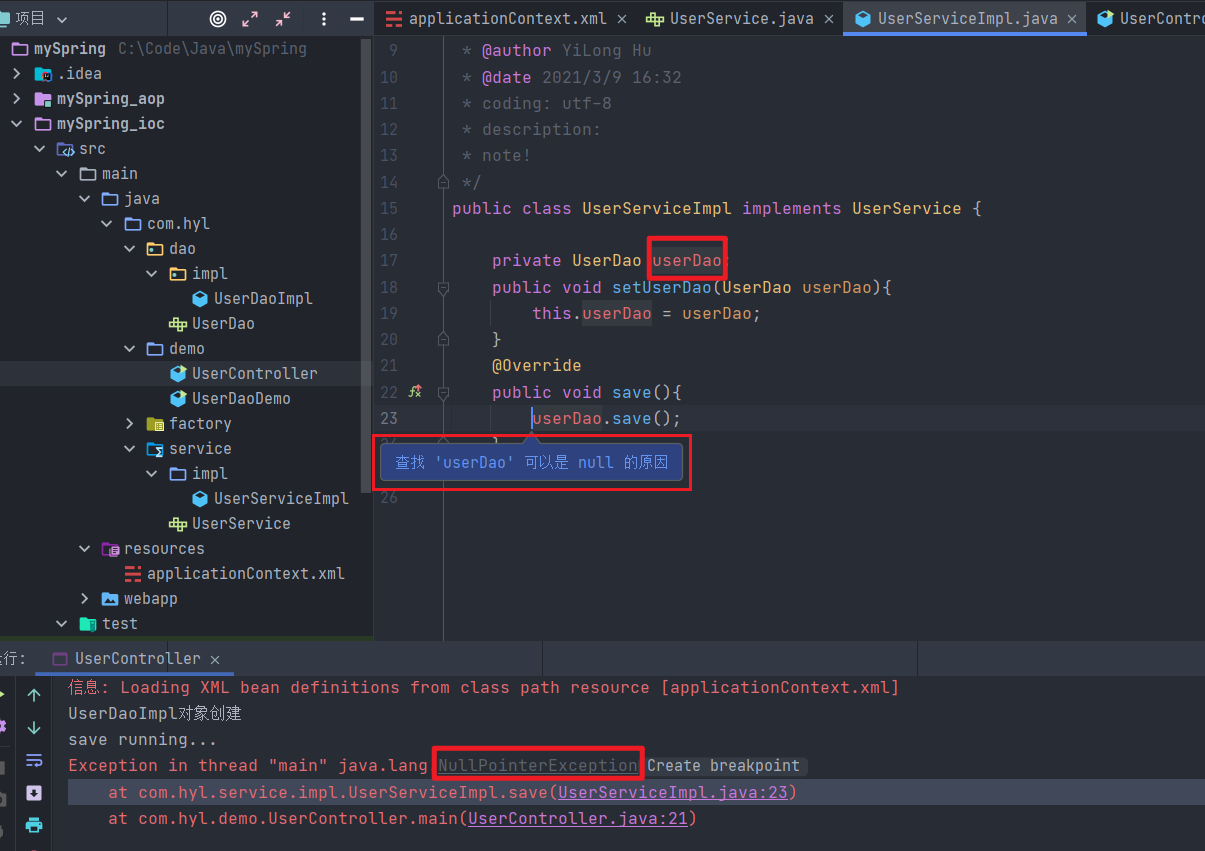 项目
applicationContext.xml
UserService.java
UserServiceImpl.java
UserContro
mySpring C:\Code\Java\mySpring
.idea
mySpring_aop
mySpring_ioc
src
main
java
com.hyl
dao
impl
UserDaoImpl
UserDao
demo
UserController
UserDaoDemo
factory
service
impl
UserServiceImpl
UserService
resources
applicationContext.xml
webapp
test
9 * @author YiLong Hu
10 * @date 2021/3/9 16:32
11 * coding: utf-8
12 * description:
13 * note!
14 */
15 public class UserServiceImpl implements UserService {
16
17 private UserDao userDao
18 public void setUserDao(UserDao userDao){
19 this.userDao = userDao;
20 }
21 @Override
22 public void save(){
23 userDao.save();
查找 'userDao' 可以是 null 的原因
26
行: UserController
信息: Loading XML bean definitions from class path resource [applicationContext.xml]
UserDaoImpl对象创建
save running...
Exception in thread "main" java.lang NullPointerException Create breakpoint
at com.hyl.service.impl.UserServiceImpl.save(UserServiceImpl.java:23)
at com.hyl.demo.UserController.main(UserController.java:21)